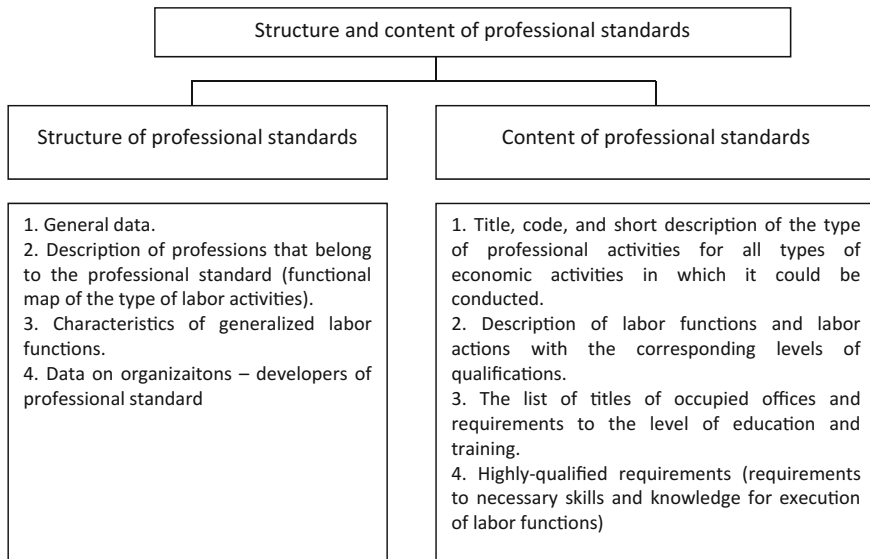 Structure and content of professional standards
Structure of professional standards
Content of professional standards
1. General data.
2. Description of professions that belong
to the professional standard (functional
map of the type of labor activities).
3. Characteristics of generalized labor
functions.
4. Data on organizaitons – developers of
professional standard
1. Title, code, and short description of the type
of professional activities for all types of
economic activities in which it could be
conducted.
2. Description of labor functions and labor
actions with the corresponding levels of
qualifications.
3. The list of titles of occupied offices and
requirements to the level of education and
training.
4. Highly-qualified requirements (requirements
to necessary skills and knowledge for execution
of labor functions)